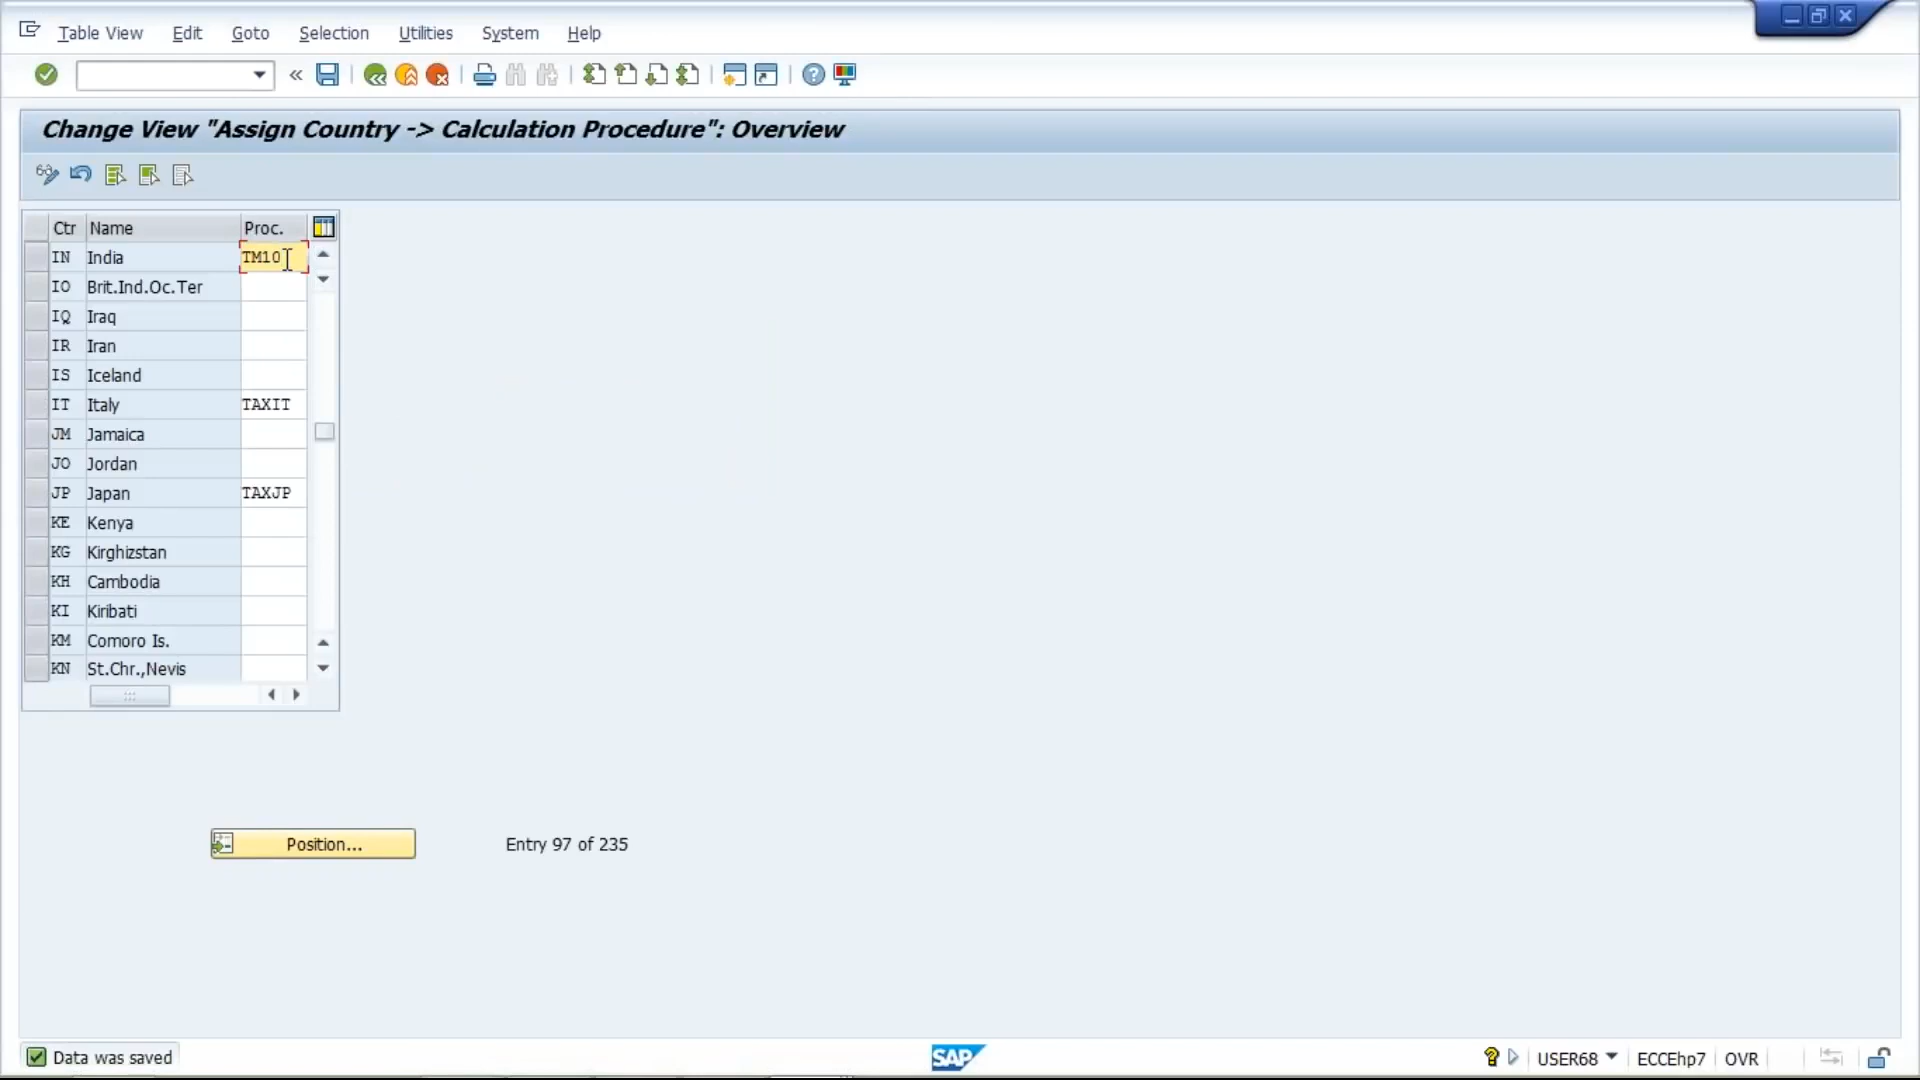 Table View Edit Goto Selection Utilities System Help
Change View "Assign Country -> Calculation Procedure": Overview
Ctr Name Proc.
IN India TM10
IO Brit.Ind.Oc.Ter
IQ Iraq
IR Iran
IS Iceland
IT Italy TAXIT
JM Jamaica
JO Jordan
JP Japan TAXJP
KE Kenya
KG Kirghizstan
KH Cambodia
KI Kiribati
KM Comoro Is.
KN St.Chr.,Nevis
Position... Entry 97 of 235
Data was saved SAP USER68 ECCEhp7 OVR